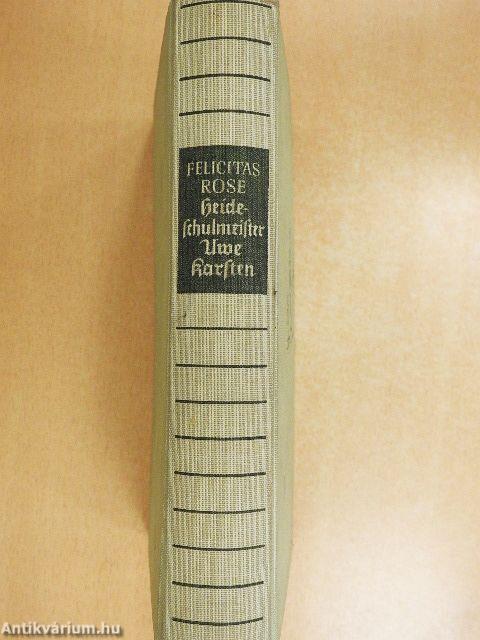 FELICITAS
ROSE
Heide-
schulmeister
Uwe
Karsten
Antikvárium.hu